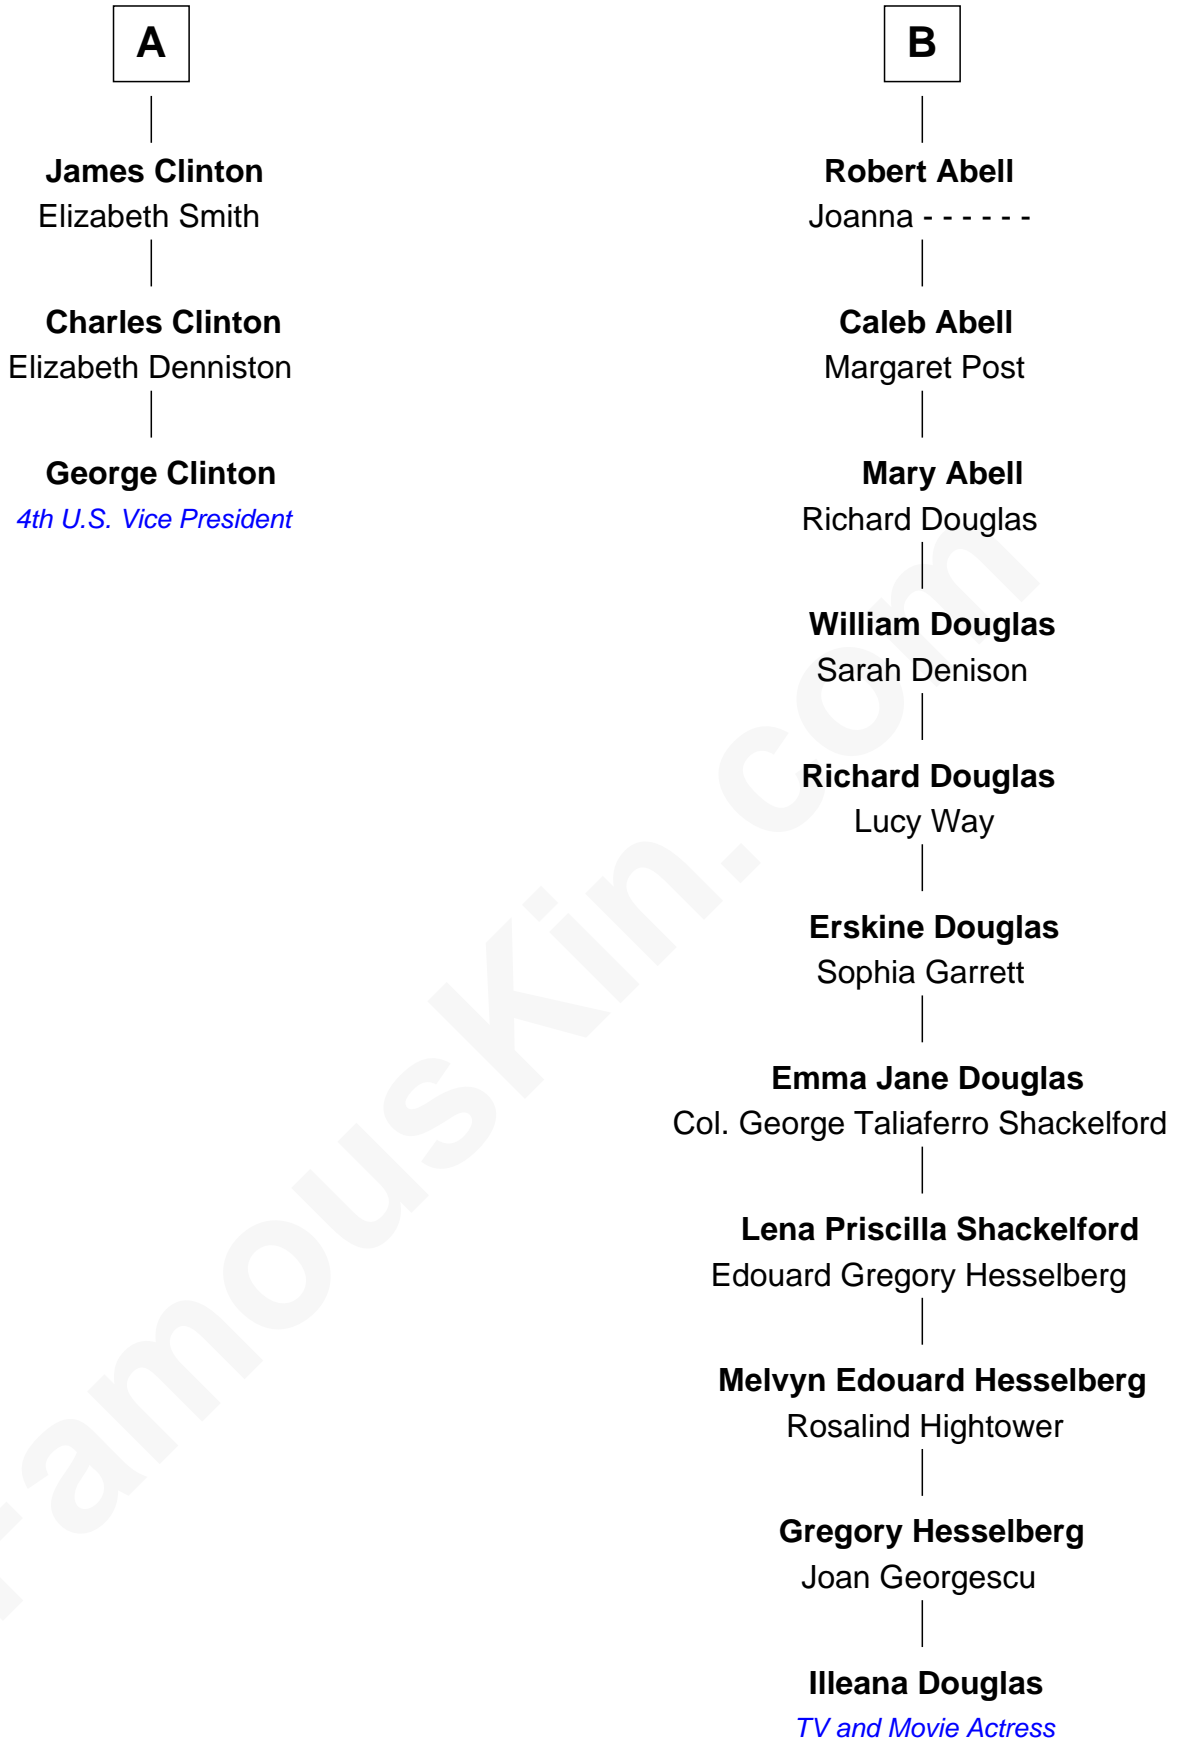 A
James Clinton
Elizabeth Smith
Charles Clinton
Elizabeth Denniston
George Clinton
4th U.S. Vice President
B
Robert Abell
Joanna - - - - - -
Caleb Abell
Margaret Post
Mary Abell
Richard Douglas
William Douglas
Sarah Denison
Richard Douglas
Lucy Way
Erskine Douglas
Sophia Garrett
Emma Jane Douglas
Col. George Taliaferro Shackelford
Lena Priscilla Shackelford
Edouard Gregory Hesselberg
Melvyn Edouard Hesselberg
Rosalind Hightower
Gregory Hesselberg
Joan Georgescu
Illeana Douglas
TV and Movie Actress
FamousKin.com